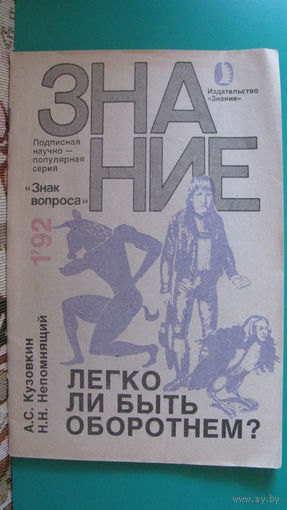 ЗНА
НИЕ
Издательство
«Знание»
Подписная
научно —
популярная
серия
«Знак
вопроса»
1'92
А.С. Кузовкин
Н.Н. Непомнящий
ЛЕГКО
ЛИ БЫТЬ
ОБОРОТНЕМ?
www.ay.by